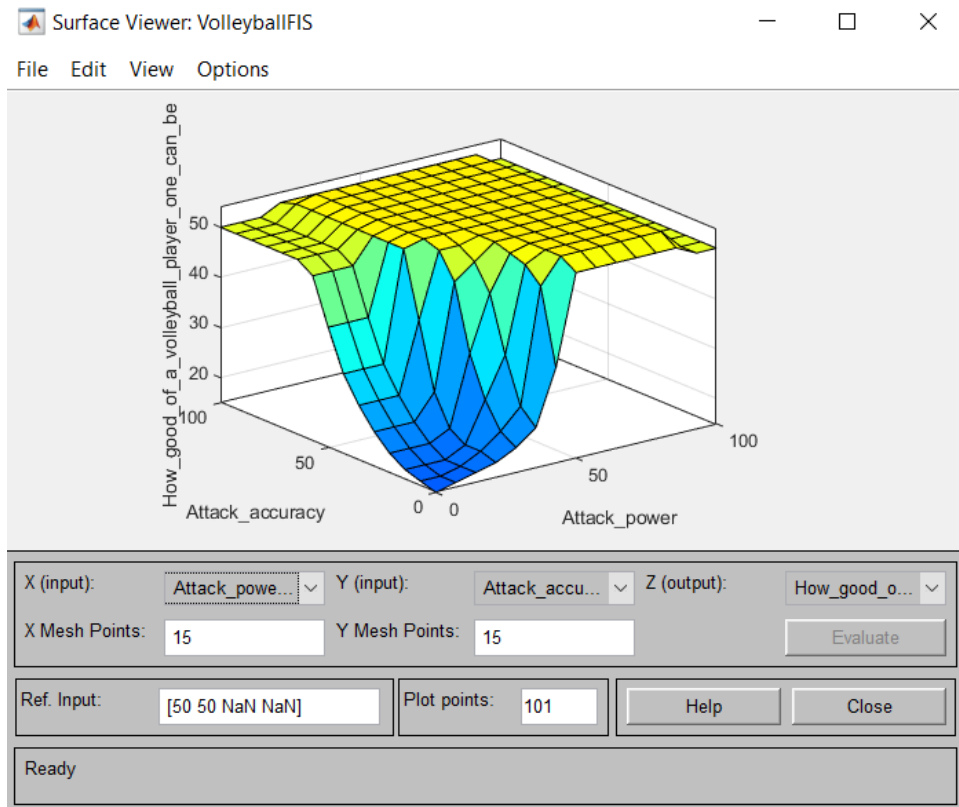 Surface Viewer: VolleyballFIS
File Edit View Options
How_good_of_a_volleyball_player_one_can_be
50
40
30
20
100
50
0
Attack_accuracy
0
50
100
Attack_power
X (input): Attack_powe... Y (input): Attack_accu... Z (output): How_good_o...
X Mesh Points: 15 Y Mesh Points: 15 Evaluate
Ref. Input: [50 50 NaN NaN] Plot points: 101 Help Close
Ready